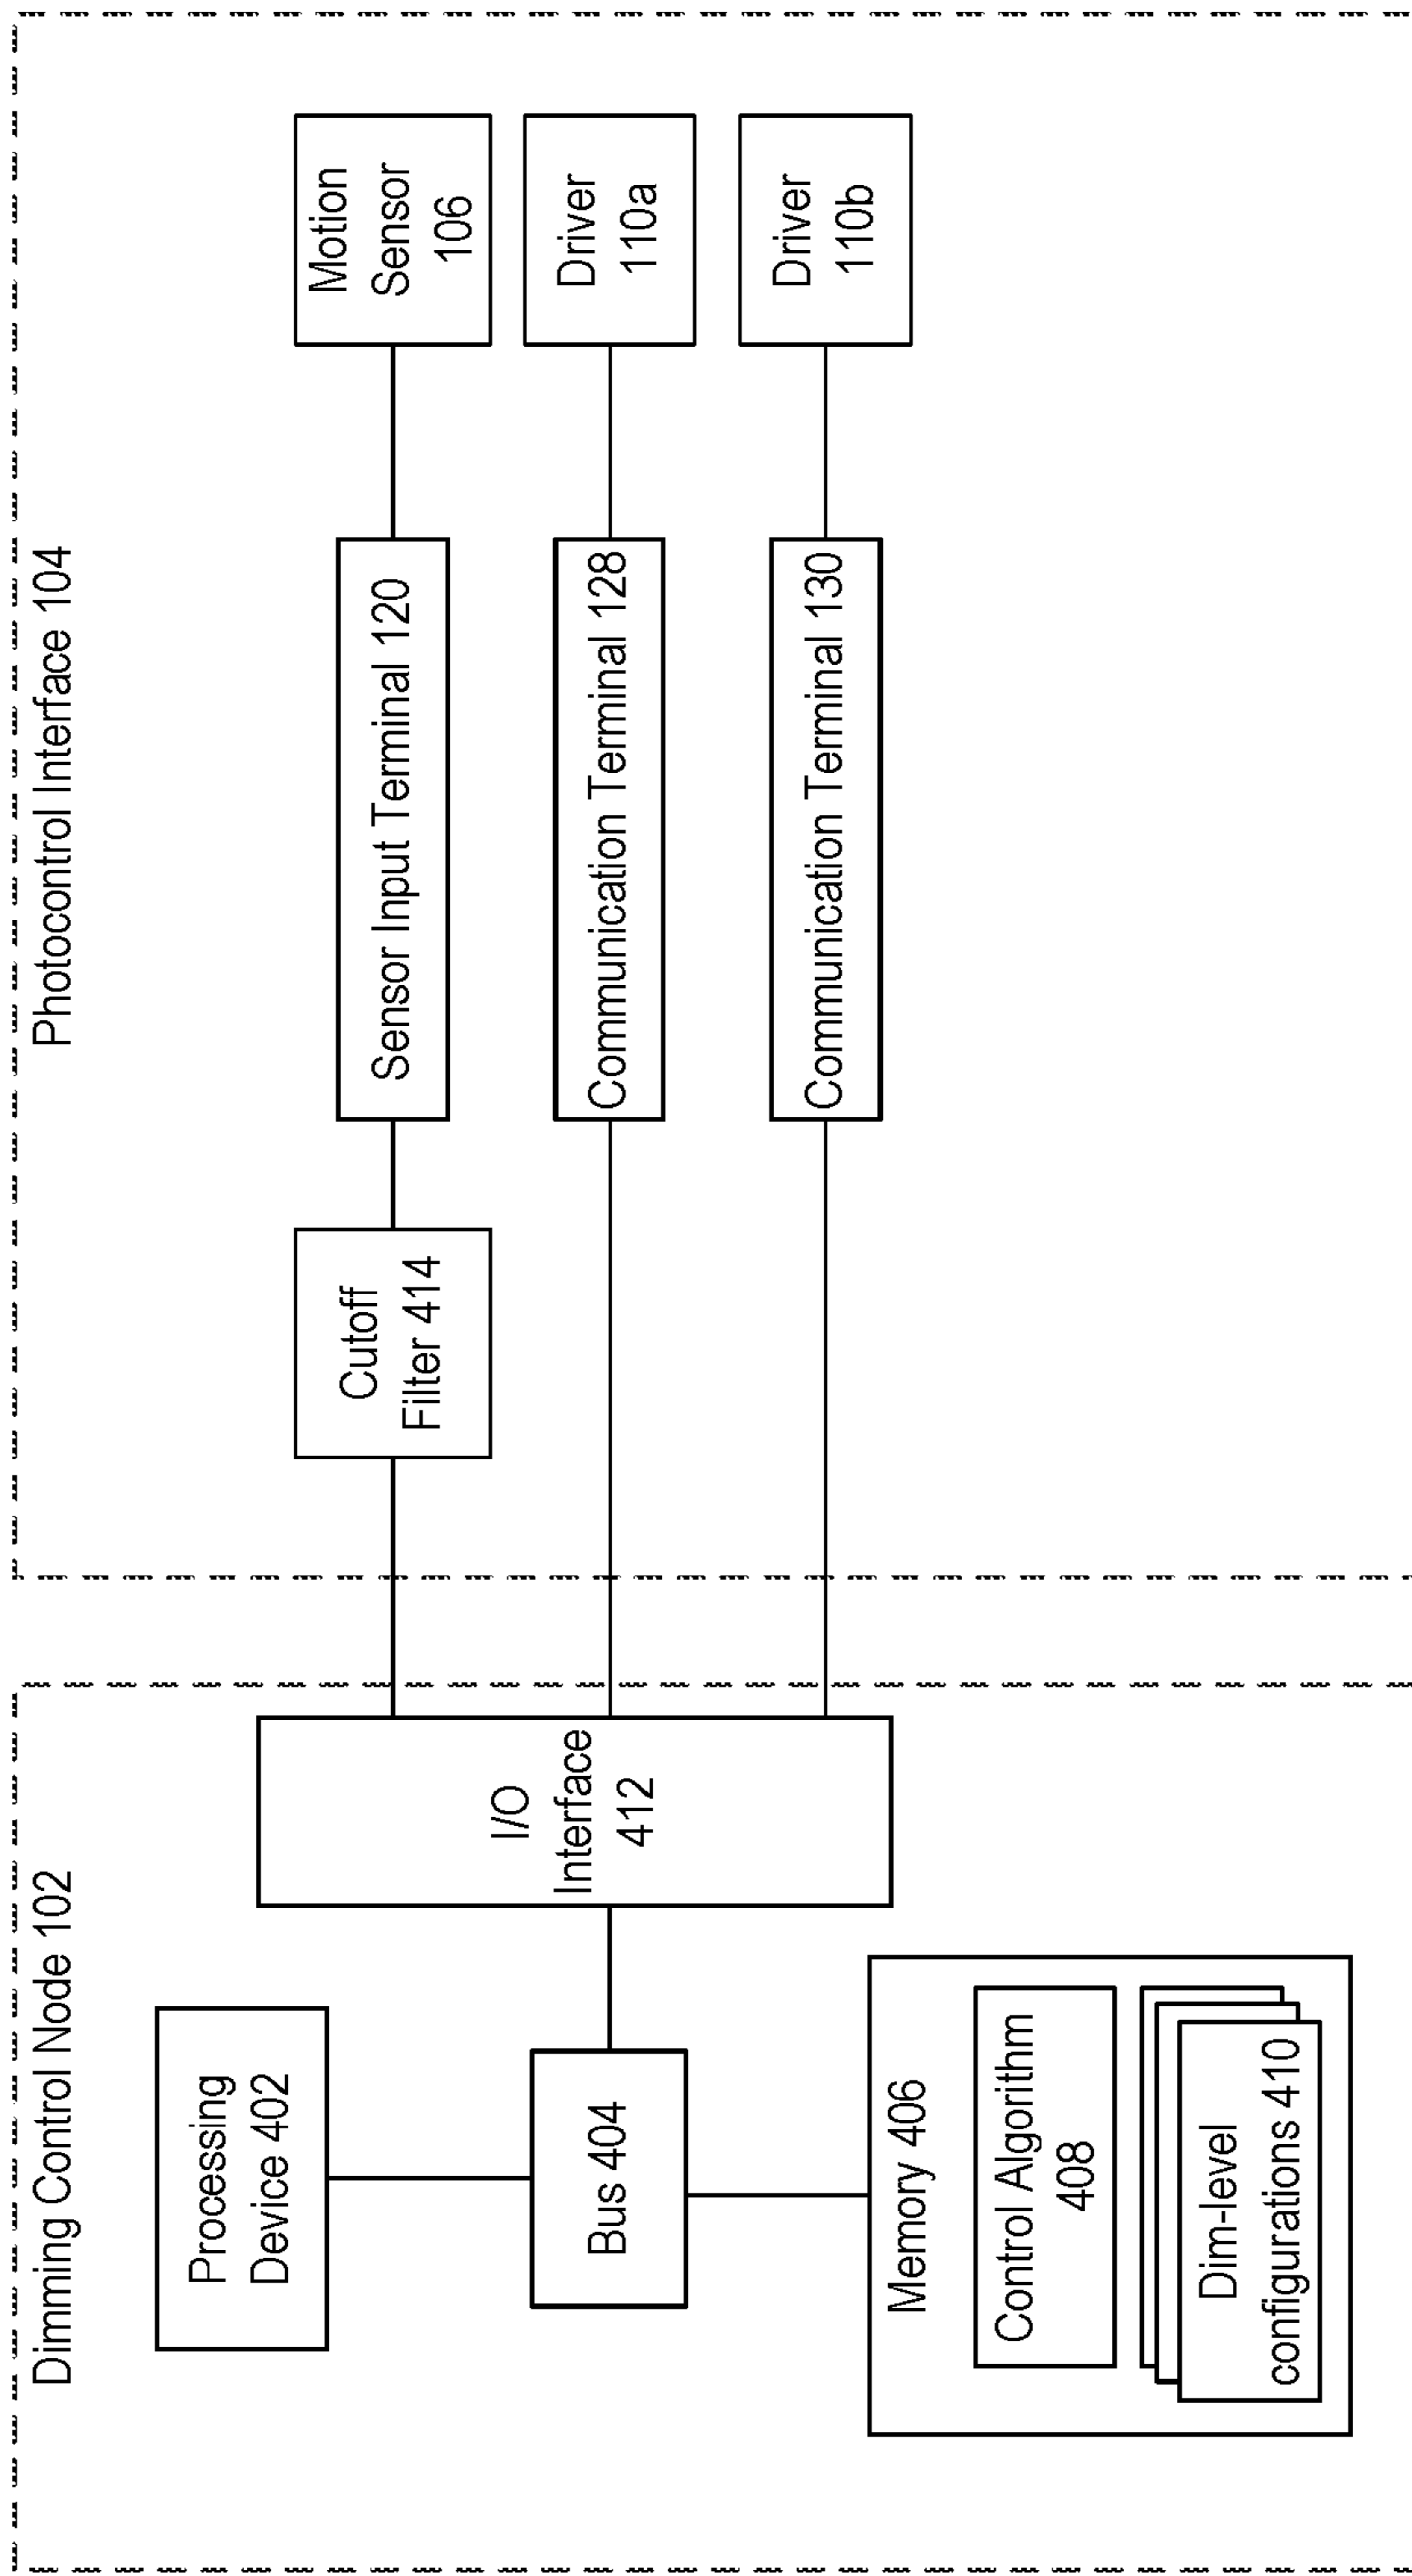 Dimming Control Node 102
Processing
Device 402
Bus 404
Memory 406
Control Algorithm
408
Dim-level
configurations 410
I/O
Interface
412
Photocontrol Interface 104
Cutoff
Filter 414
Sensor Input Terminal 120
Motion
Sensor
106
Communication Terminal 128
Driver
110a
Communication Terminal 130
Driver
110b